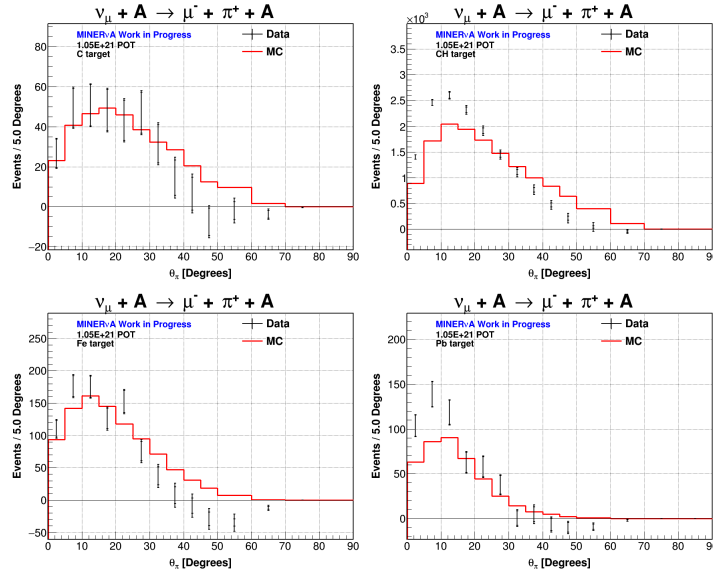 νμ + A → μ- + π+ + A
MINERνA Work in Progress
1.05E+21 POT
C target
Data
MC
Events / 5.0 Degrees
80
60
40
20
0
−20
0 10 20 30 40 50 60 70 80 90
θπ [Degrees]
νμ + A → μ- + π+ + A
×10³
MINERνA Work in Progress
1.05E+21 POT
CH target
Data
MC
Events / 5.0 Degrees
3.5
3
2.5
2
1.5
1
0.5
0
0 10 20 30 40 50 60 70 80 90
θπ [Degrees]
νμ + A → μ- + π+ + A
MINERνA Work in Progress
1.05E+21 POT
Fe target
Data
MC
Events / 5.0 Degrees
250
200
150
100
50
0
−50
0 10 20 30 40 50 60 70 80 90
θπ [Degrees]
νμ + A → μ- + π+ + A
MINERνA Work in Progress
1.05E+21 POT
Pb target
Data
MC
Events / 5.0 Degrees
200
150
100
50
0
0 10 20 30 40 50 60 70 80 90
θπ [Degrees]